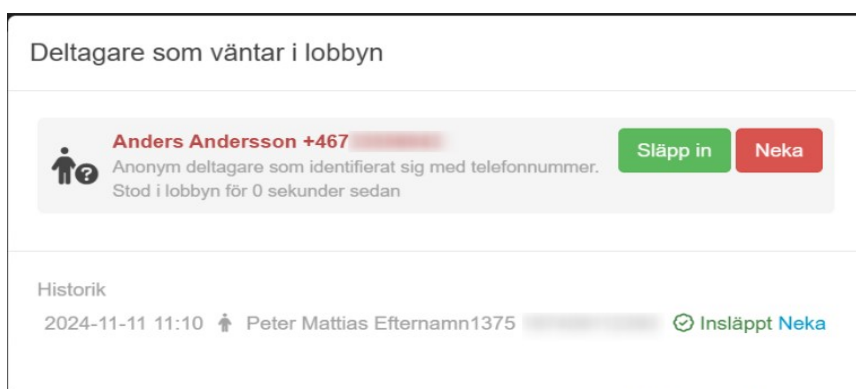 Deltagare som väntar i lobbyn
Anders Andersson +467
Anonym deltagare som identifierat sig med telefonnummer.
Stod i lobbyn för 0 sekunder sedan
Släpp in
Neka
Historik
2024-11-11 11:10 Peter Mattias Efternamn1375 Insläppt Neka